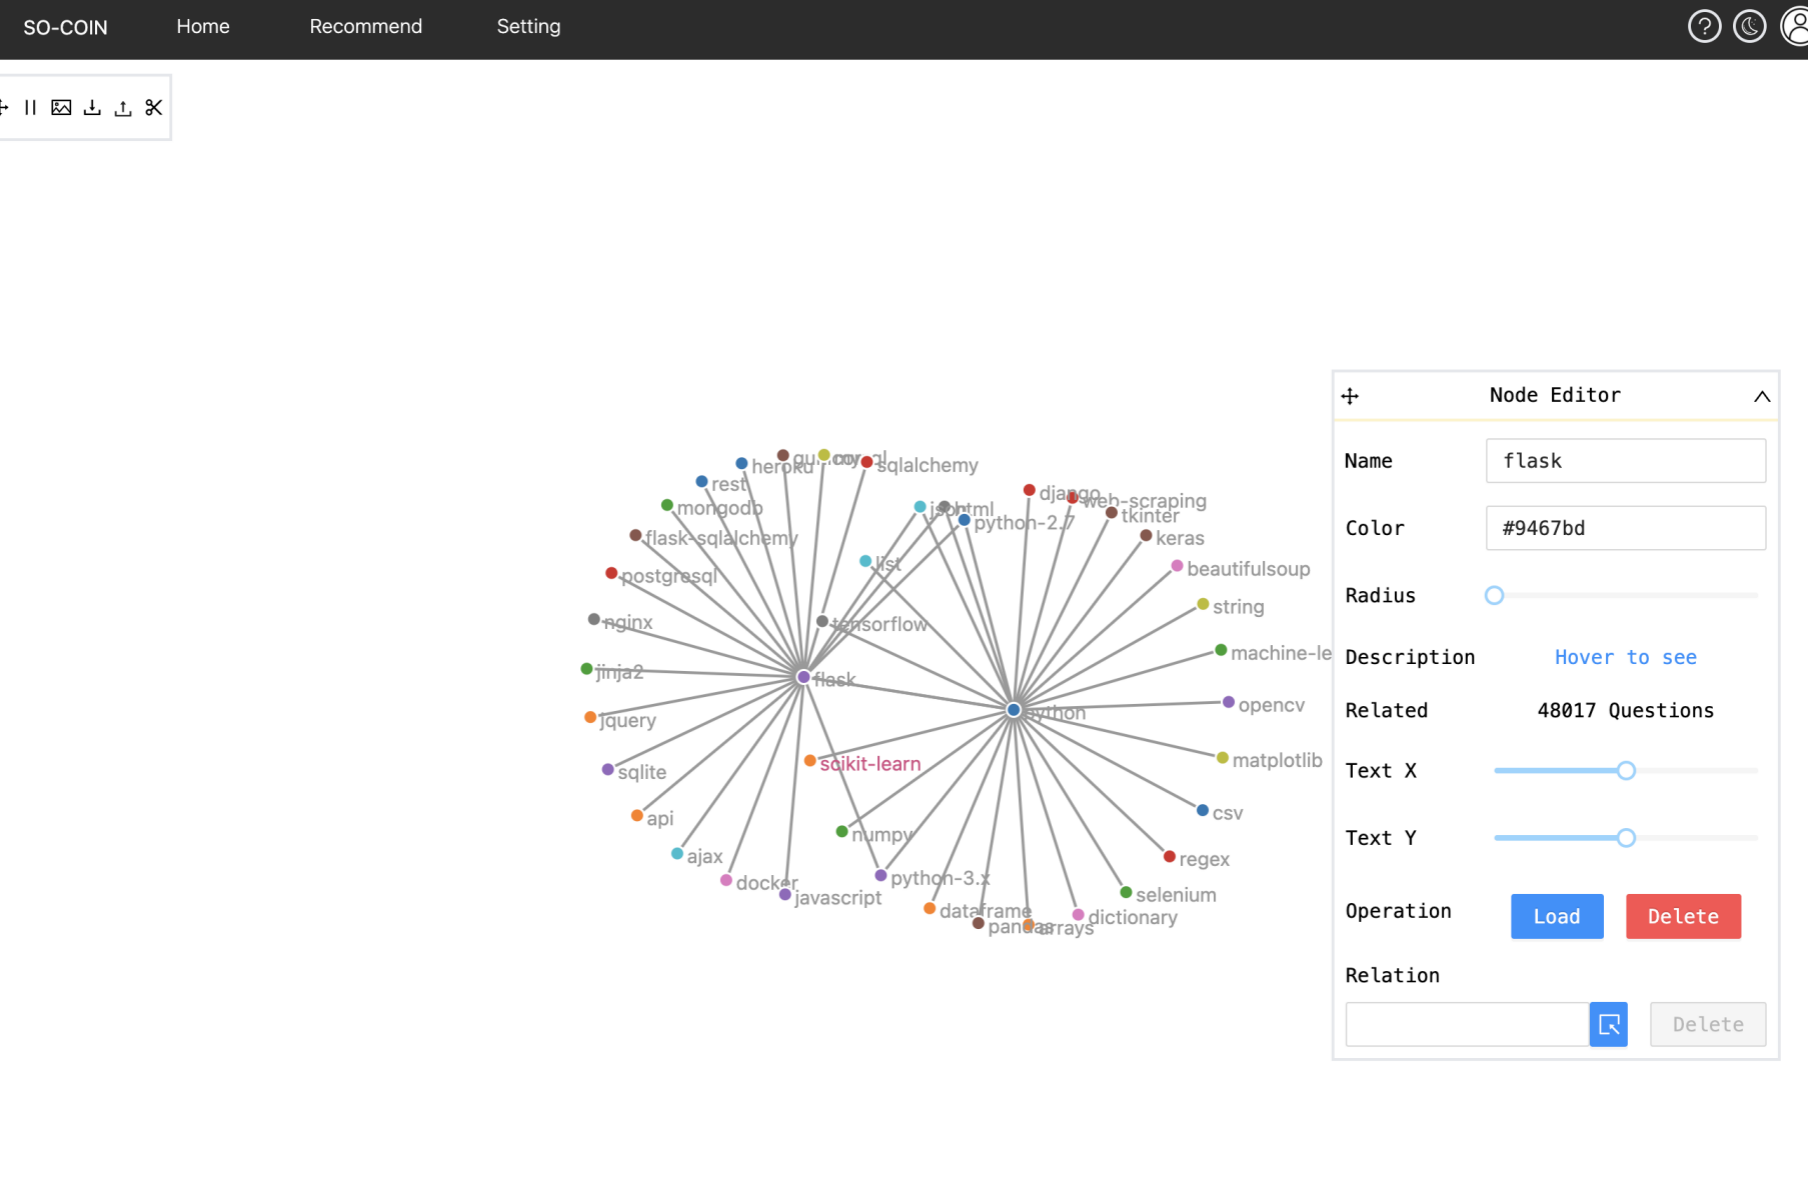 SO-COIN Home Recommend Setting
Node Editor
Name flask
Color #9467bd
Radius
Description Hover to see
Related 48017 Questions
Text X
Text Y
Operation Load Delete
Relation
Delete
heroku
sqlalchemy
rest
mongodb
flask-sqlalchemy
postgresql
nginx
jinja2
jquery
sqlite
api
ajax
docker
javascript
flask
list
tensorflow
html
python-2.7
django
web-scraping
tkinter
keras
beautifulsoup
string
machine-le
opencv
python
matplotlib
scikit-learn
csv
numpy
regex
python-3.x
selenium
dataframe
dictionary
pandas
arrays